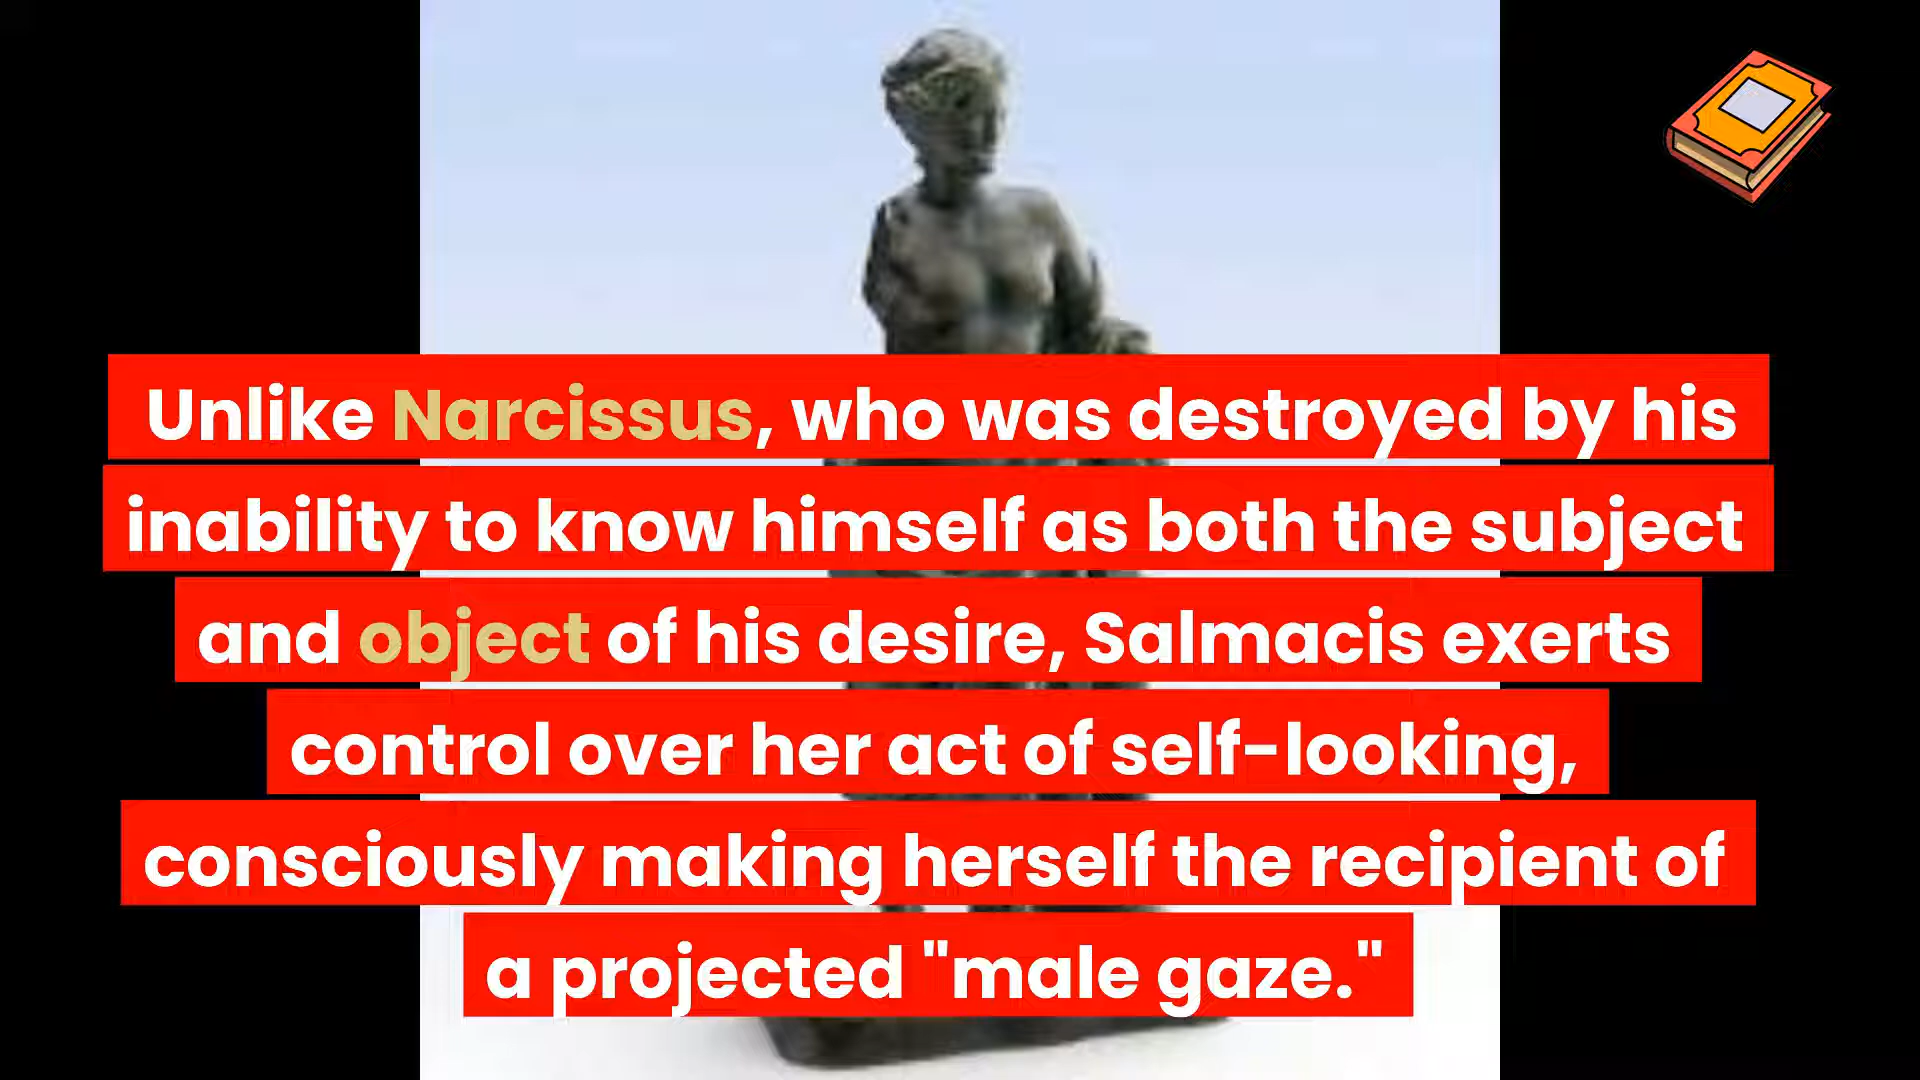 Unlike Narcissus, who was destroyed by his
inability to know himself as both the subject
and object of his desire, Salmacis exerts
control over her act of self-looking,
consciously making herself the recipient of
a projected "male gaze."